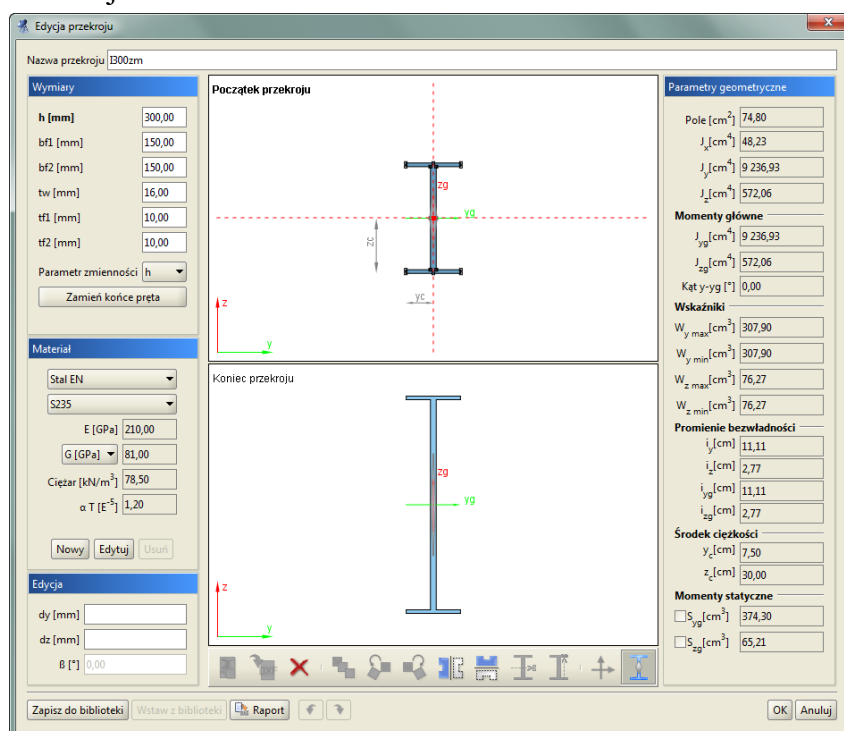 Edycja przekroju
Nazwa przekroju I300zm
Wymiary
h [mm] 300,00
bf1 [mm] 150,00
bf2 [mm] 150,00
tw [mm] 16,00
tf1 [mm] 10,00
tf2 [mm] 10,00
Parametr zmienności h
Zamień końce pręta
Materiał
Stal EN
S235
E [GPa] 210,00
G [GPa] 81,00
Ciężar [kN/m³] 78,50
α T [E⁻⁵] 1,20
Nowy Edytuj Usuń
Edycja
dy [mm]
dz [mm]
ß [°] 0,00
Początek przekroju
zg
yg
zc
yc
z
y
Koniec przekroju
zg
yg
z
y
DXF
Parametry geometryczne
Pole [cm²] 74,80
Jx[cm⁴] 48,23
Jy[cm⁴] 9 236,93
Jz[cm⁴] 572,06
Momenty główne
Jyg[cm⁴] 9 236,93
Jzg[cm⁴] 572,06
Kąt y-yg [°] 0,00
Wskaźniki
Wy max[cm³] 307,90
Wy min[cm³] 307,90
Wz max[cm³] 76,27
Wz min[cm³] 76,27
Promienie bezwładności
iy[cm] 11,11
iz[cm] 2,77
iyg[cm] 11,11
izg[cm] 2,77
Środek ciężkości
yc[cm] 7,50
zc[cm] 30,00
Momenty statyczne
Syg[cm³] 374,30
Szg[cm³] 65,21
Zapisz do biblioteki Wstaw z biblioteki Raport
OK Anuluj